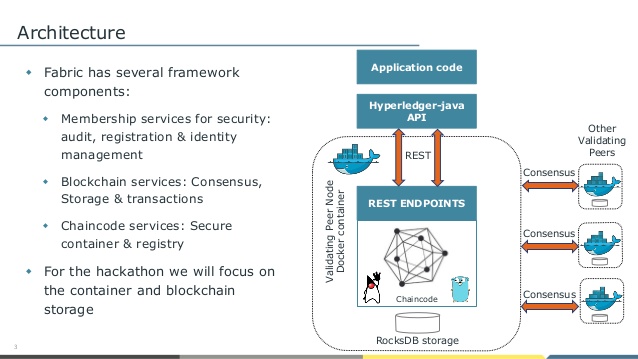 Architecture
Fabric has several framework
components:
Membership services for security:
audit, registration & identity
management
Blockchain services: Consensus,
Storage & transactions
Chaincode services: Secure
container & registry
For the hackathon we will focus on
the container and blockchain
storage
3
Application code
Hyperledger-java
API
REST
Validating Peer Node
Docker container
REST ENDPOINTS
Chaincode
RocksDB storage
Other
Validating
Peers
Consensus
Consensus
Consensus